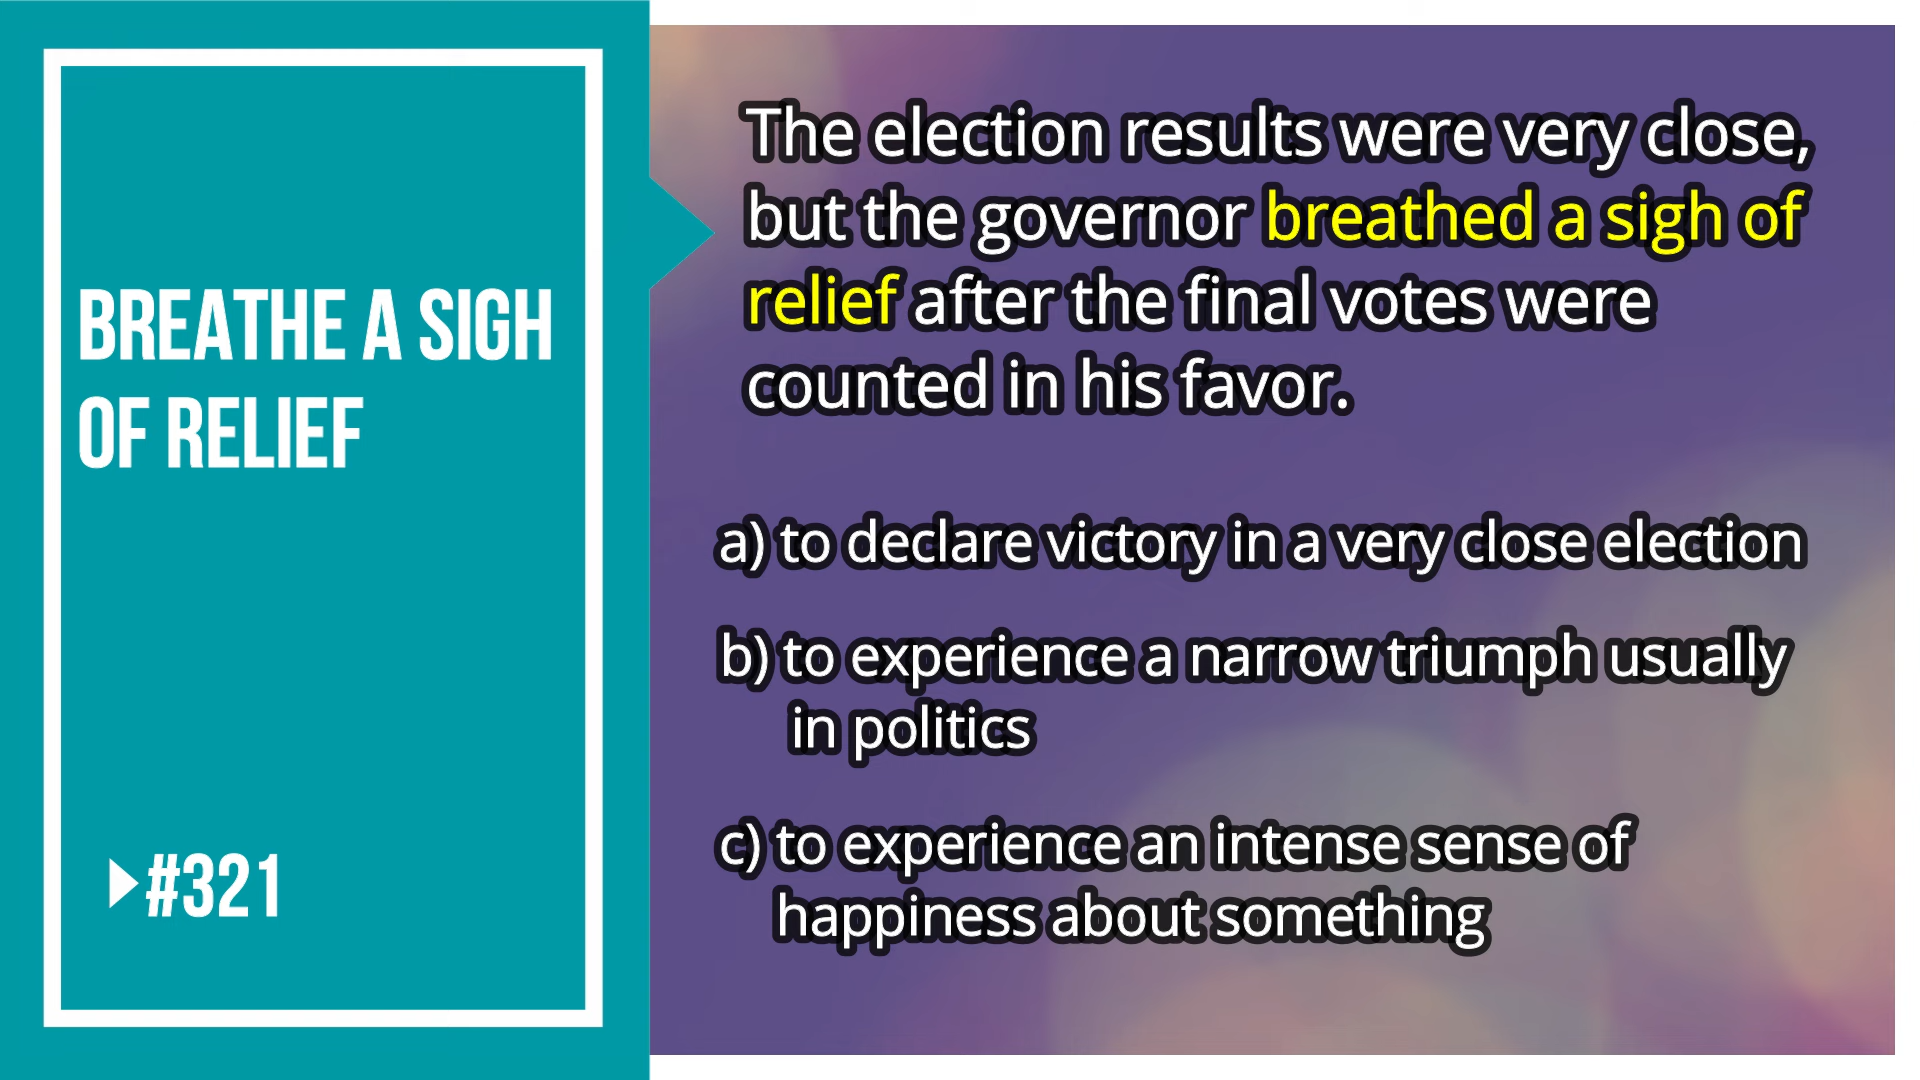 BREATHE A SIGH
OF RELIEF
#321
The election results were very close,
but the governor breathed a sigh of
relief after the final votes were
counted in his favor.
a) to declare victory in a very close election
b) to experience a narrow triumph usually
in politics
c) to experience an intense sense of
happiness about something